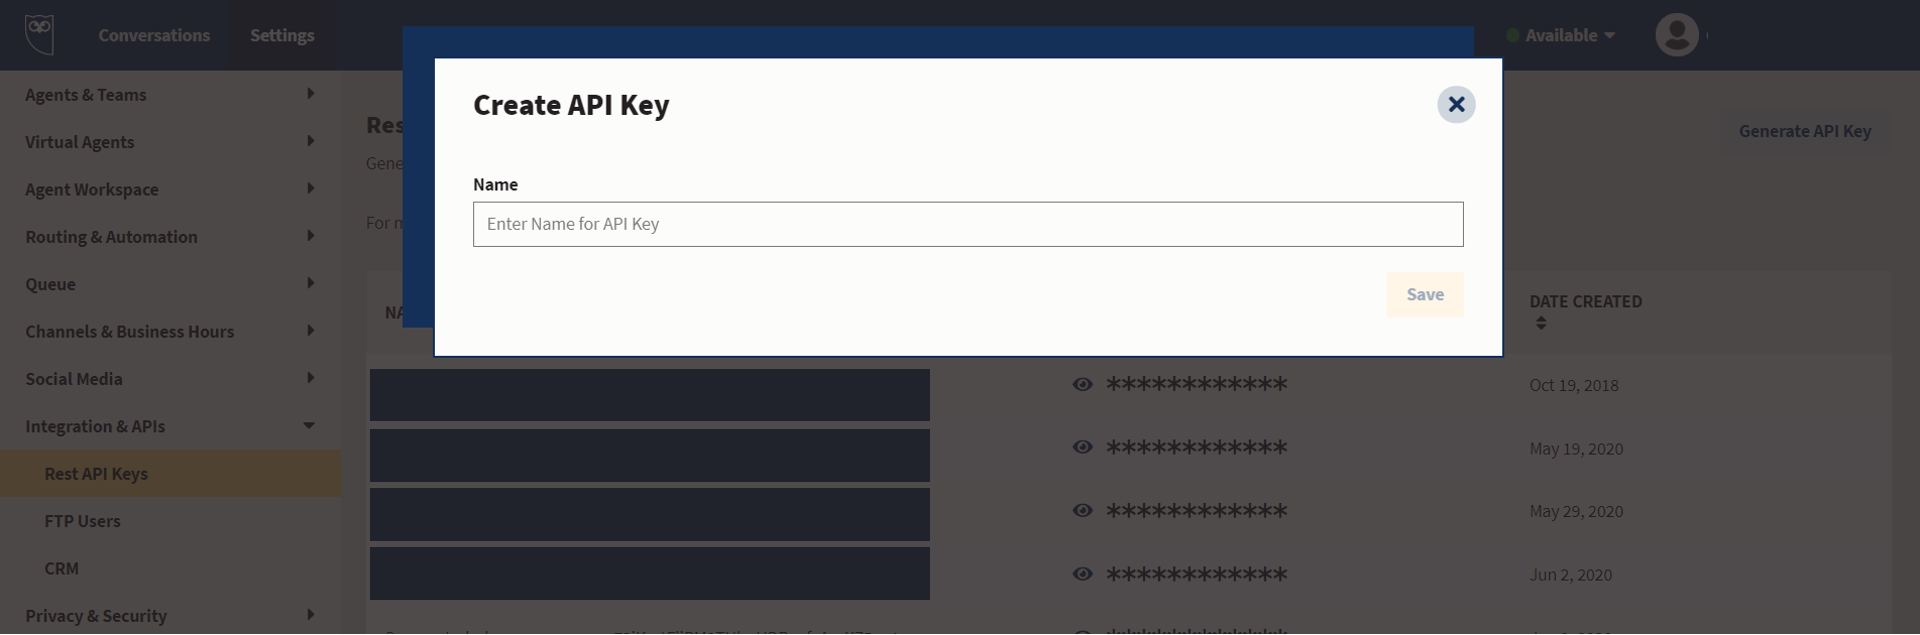 Conversations
Settings
Available
Agents & Teams
Virtual Agents
Agent Workspace
Routing & Automation
Queue
Channels & Business Hours
Social Media
Integration & APIs
Rest API Keys
FTP Users
CRM
Privacy & Security
Res
Gene
For m
NA
Generate API Key
Create API Key
Name
Enter Name for API Key
Save
DATE CREATED
************ Oct 19, 2018
************ May 19, 2020
************ May 29, 2020
************ Jun 2, 2020